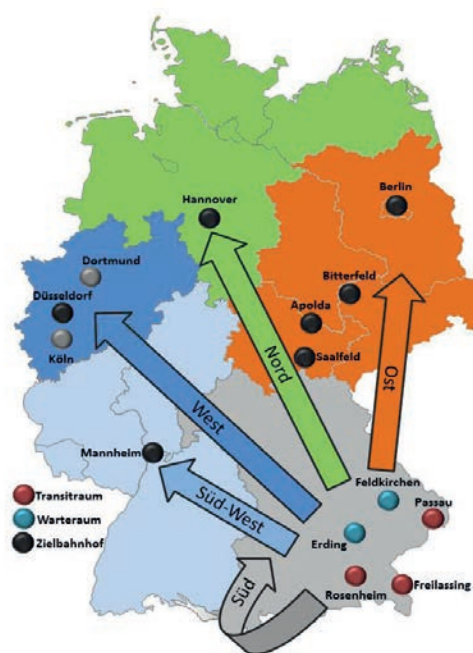 Berlin
Hannover
Dortmund
Bitterfeld
Düsseldorf
Apolda
Köln
Saalfeld
Nord
Ost
West
Mannheim
Süd-West
Feldkirchen
Transitraum
Passau
Warteraum
Zielbahnhof
Erding
Süd
Rosenheim
Freilassing